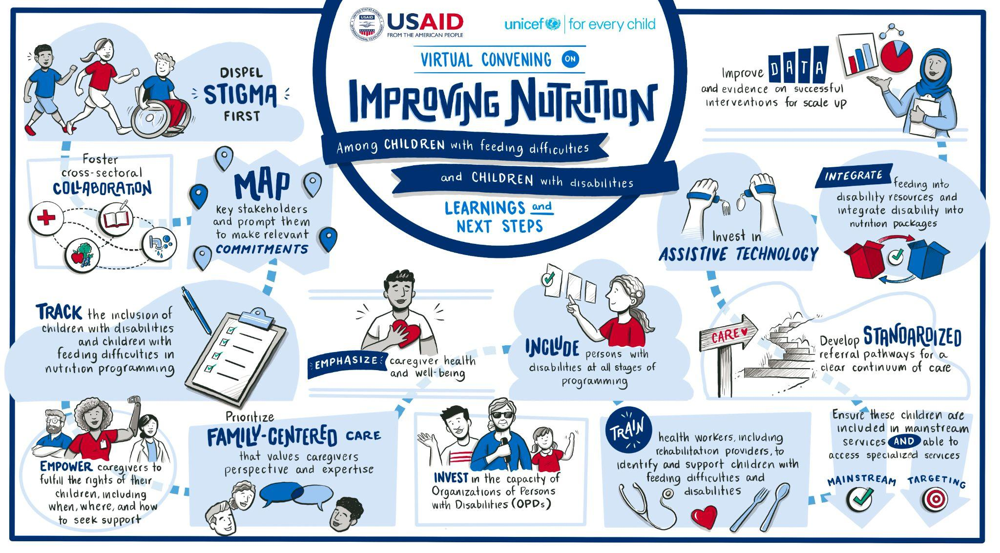 UNITED STATES AGENCY
INTERNATIONAL DEVELOPMENT
USAID
USAID
FROM THE AMERICAN PEOPLE
unicef
for every child
VIRTUAL CONVENING ON
IMPROVING NUTRITION
Among CHILDREN with feeding difficulties
and CHILDREN with disabilities
LEARNINGS and
NEXT STEPS
DISPEL
STIGMA
FIRST
Foster
cross-sectoral
COLLABORATION
MAP
key stakeholders
and prompt them
to make relevant
COMMITMENTS
TRACK the inclusion of
children with disabilities
and children with
feeding difficulties in
nutrition programming
EMPOWER caregivers to
fulfill the rights of their
children, including
when, where, and how
to seek support
Prioritize
FAMILY-CENTERED CARE
that values caregivers
perspective and expertise
EMPHASIZE caregiver health
and well-being
INCLUDE persons with
disabilities at all stages of
programming
INVEST in the capacity of
Organizations of Persons
with Disabilities (OPDs)
TRAIN
health workers, including
rehabilitation providers, to
identify and support children with
feeding difficulties and
disabilities
Improve DATA
and evidence on successful
interventions for scale up
Invest in
ASSISTIVE TECHNOLOGY
INTEGRATE feeding into
disability resources and
integrate disability into
nutrition packages
CARE
Develop STANDARDIZED
referral pathways for a
clear continuum of care
Ensure these children are
included in mainstream
services AND able to
access specialized services
MAINSTREAM
TARGETING